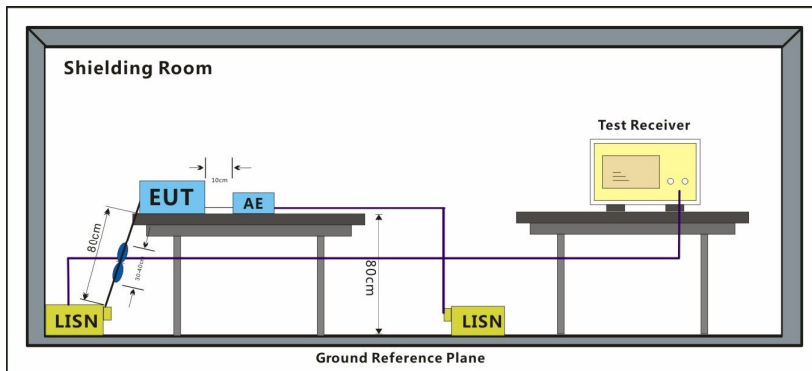 Shielding Room
Test Receiver
10cm
EUT
AE
80cm
30-40cm
80cm
LISN
LISN
Ground Reference Plane